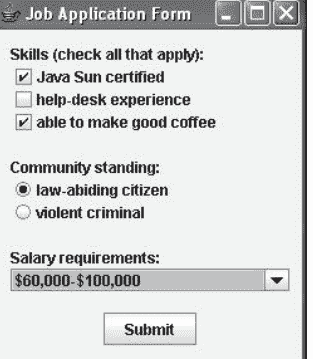 Job Application Form
Skills (check all that apply):
Java Sun certified
help-desk experience
able to make good coffee
Community standing:
law-abiding citizen
violent criminal
Salary requirements:
$60,000-$100,000
Submit